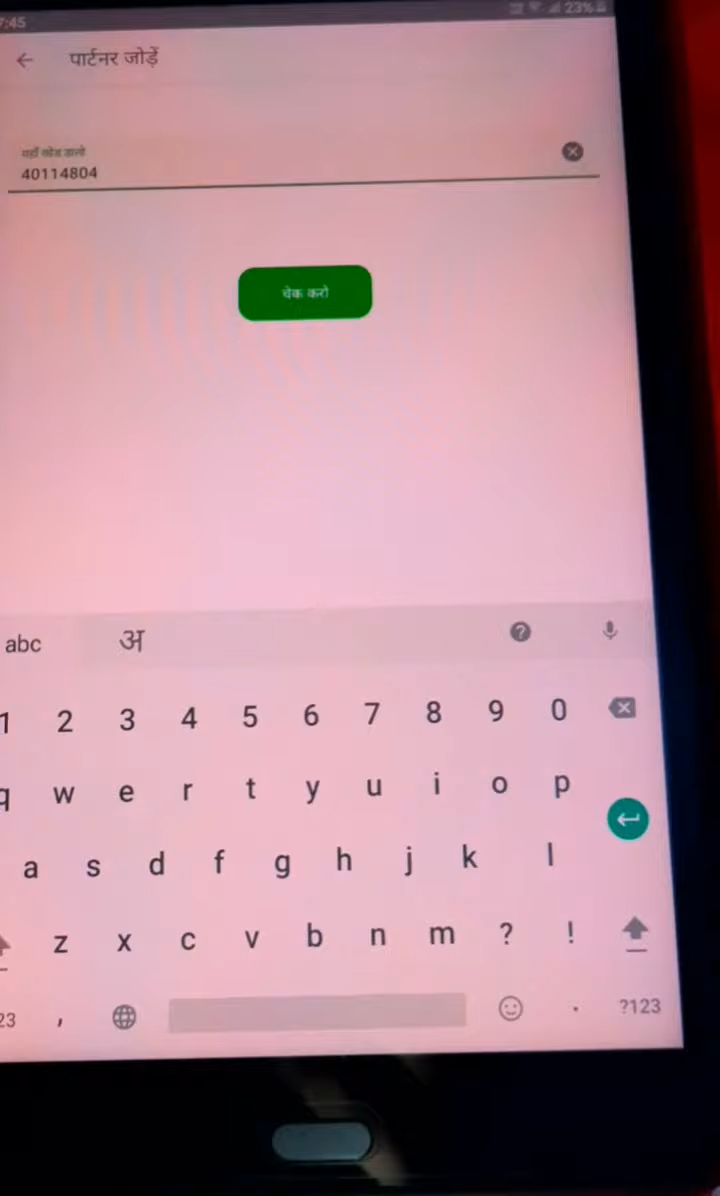 7:45 23%
पार्टनर जोड़ें
यहाँ कोड डालो
40114804
चेक करो
abc अ
1 2 3 4 5 6 7 8 9 0
q w e r t y u i o p
a s d f g h j k l
z x c v b n m ? !
23 , . ?123